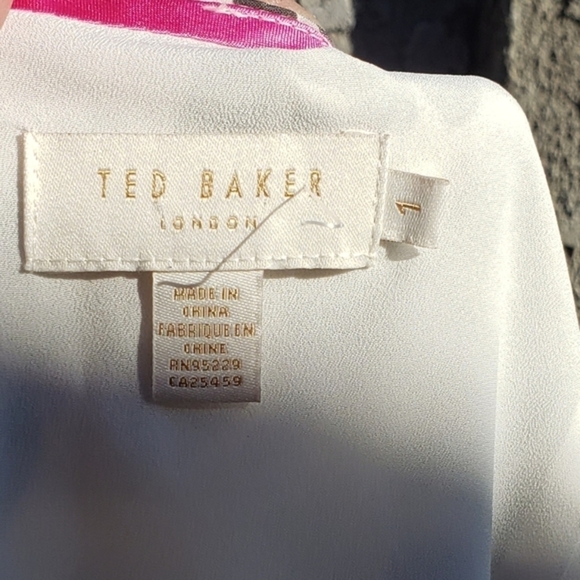 TED BAKER
LONDON
1
MADE IN
CHINA
FABRIQUE EN
CHINE
RN95229
CA25459